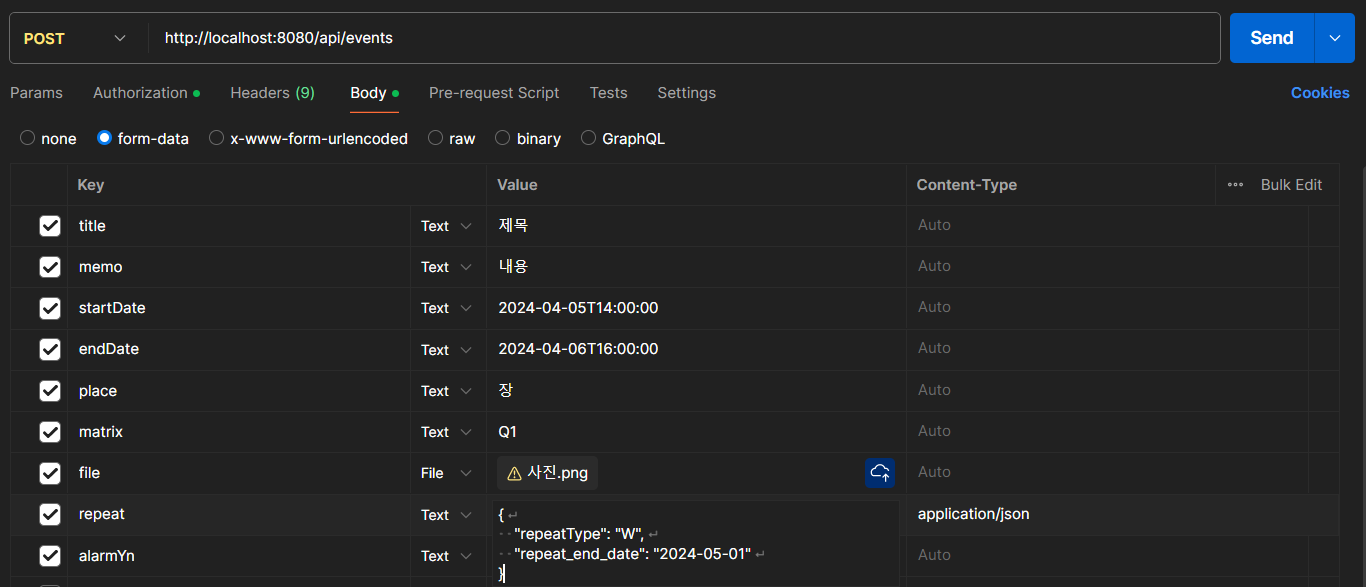 POST http://localhost:8080/api/events Send
Params Authorization Headers (9) Body Pre-request Script Tests Settings Cookies
none form-data x-www-form-urlencoded raw binary GraphQL
Key Value Content-Type Bulk Edit
title Text 제목 Auto
memo Text 내용 Auto
startDate Text 2024-04-05T14:00:00 Auto
endDate Text 2024-04-06T16:00:00 Auto
place Text 장 Auto
matrix Text Q1 Auto
file File 사진.png Auto
repeat Text { application/json
"repeatType": "W",
"repeat_end_date": "2024-05-01"
}
alarmYn Text Auto